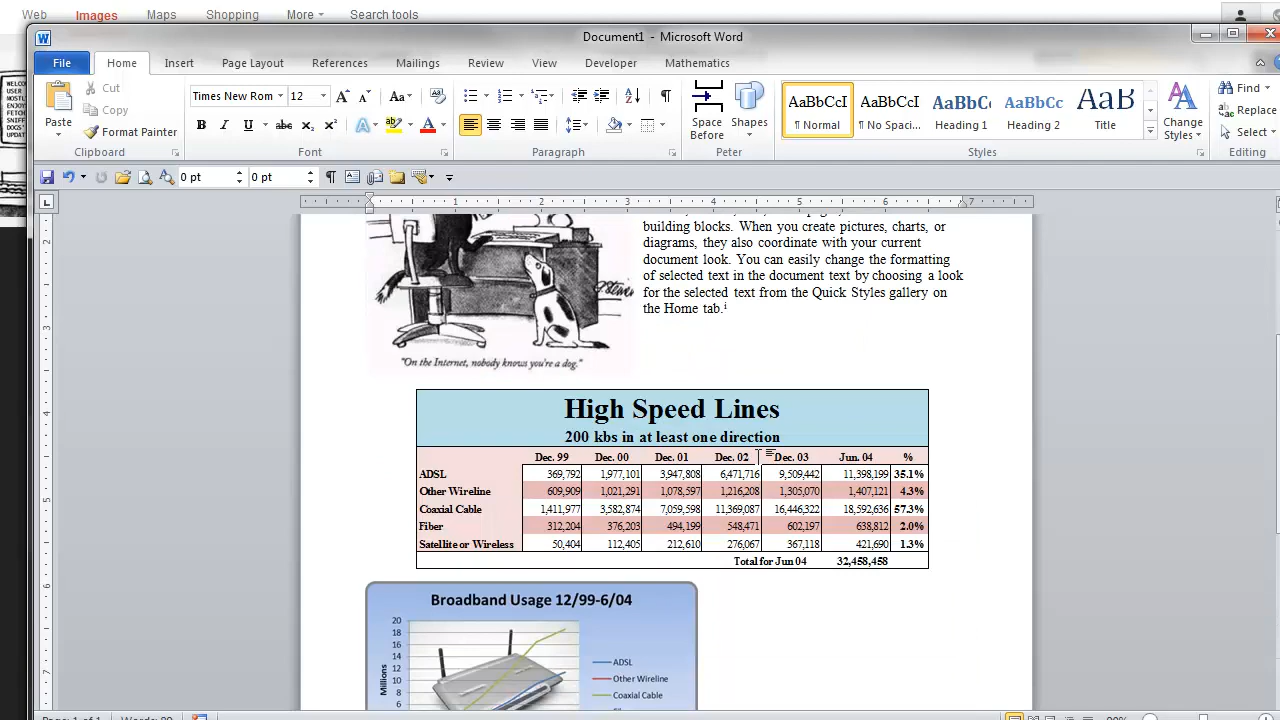 Web Images Maps Shopping More Search tools
Document1 - Microsoft Word
File Home Insert Page Layout References Mailings Review View Developer Mathematics
Paste
Cut
Copy
Format Painter
Clipboard
Times New Rom 12
Font
Paragraph
Space Before
Shapes
Peter
AaBbCcI
¶ Normal
AaBbCcI
¶ No Spaci...
AaBbC
Heading 1
AaBbCc
Heading 2
AaB
Title
Change Styles
Styles
Find
Replace
Select
Editing
0 pt 0 pt
1 2 3 4 5 6 7
building blocks. When you create pictures, charts, or
diagrams, they also coordinate with your current
document look. You can easily change the formatting
of selected text in the document text by choosing a look
for the selected text from the Quick Styles gallery on
the Home tab.i
"On the Internet, nobody knows you're a dog."
High Speed Lines
200 kbs in at least one direction
Dec. 99 Dec. 00 Dec. 01 Dec. 02 Dec. 03 Jun. 04 %
ADSL 369,792 1,977,101 3,947,808 6,471,716 9,509,442 11,398,199 35.1%
Other Wireline 609,909 1,021,291 1,078,597 1,216,208 1,305,070 1,407,121 4.3%
Coaxial Cable 1,411,977 3,582,874 7,059,598 11,369,087 16,446,322 18,592,636 57.3%
Fiber 312,204 376,203 494,199 548,471 602,197 638,812 2.0%
Satellite or Wireless 50,404 112,405 212,610 276,067 367,118 421,690 1.3%
Total for Jun 04 32,458,458
Broadband Usage 12/99-6/04
20
18
16
14
12
10
8
6
Millions
ADSL
Other Wireline
Coaxial Cable